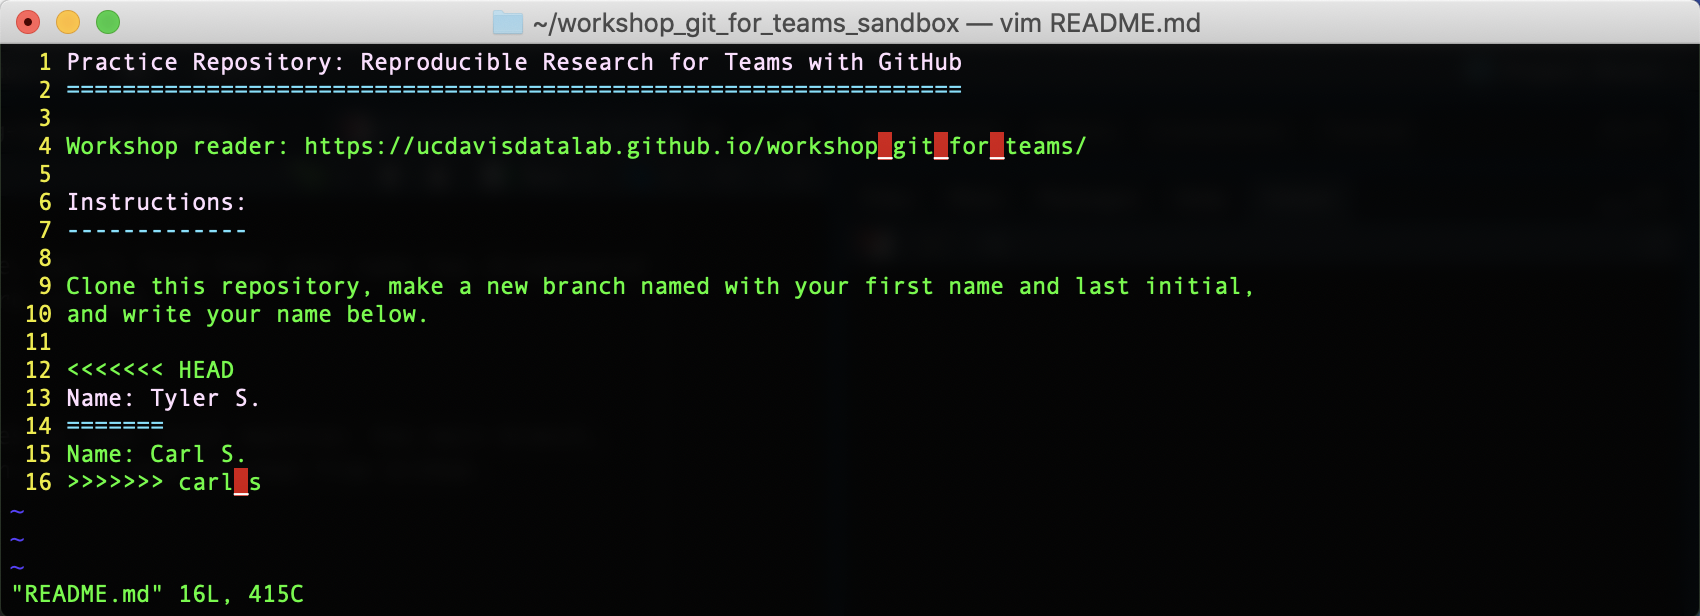 ~/workshop_git_for_teams_sandbox — vim README.md
1 Practice Repository: Reproducible Research for Teams with GitHub
2 ================================================================
3
4 Workshop reader: https://ucdavisdatalab.github.io/workshop_git_for_teams/
5
6 Instructions:
7 -------------
8
9 Clone this repository, make a new branch named with your first name and last initial,
10 and write your name below.
11
12 <<<<<<< HEAD
13 Name: Tyler S.
14 =======
15 Name: Carl S.
16 >>>>>>> carl_s
~
~
~
"README.md" 16L, 415C